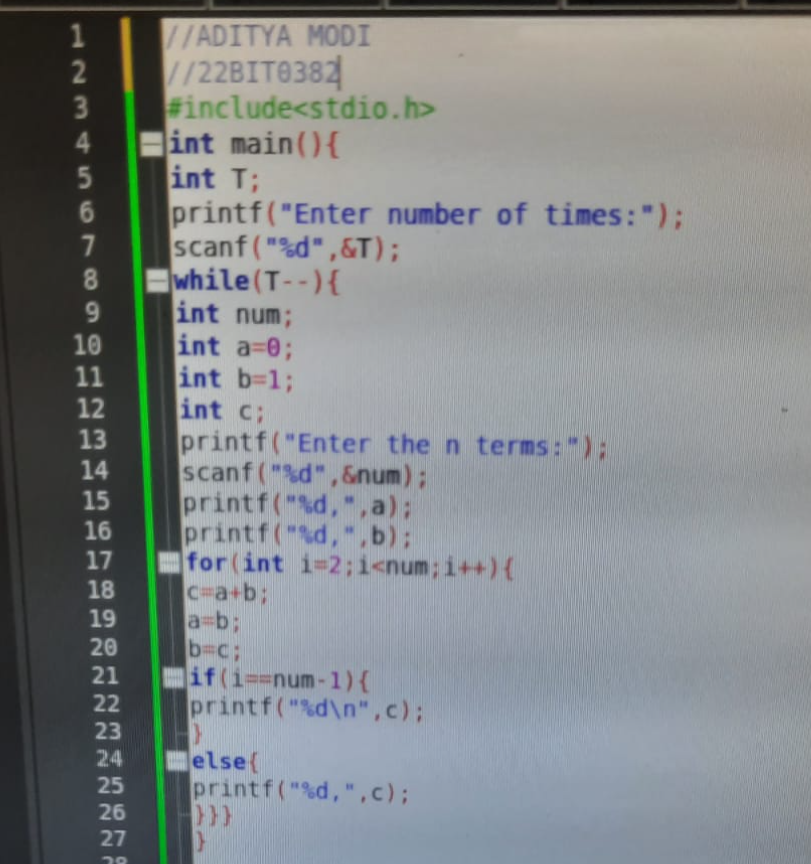 1 //ADITYA MODI
2 //22BIT0382
3 #include<stdio.h>
4 int main(){
5 int T;
6 printf("Enter number of times:");
7 scanf("%d",&T);
8 while(T--){
9 int num;
10 int a=0;
11 int b=1;
12 int c;
13 printf("Enter the n terms:");
14 scanf("%d",&num);
15 printf("%d,",a);
16 printf("%d,",b);
17 for(int i=2;i<num;i++){
18 c=a+b;
19 a=b;
20 b=c;
21 if(i==num-1){
22 printf("%d\n",c);
23 }
24 else{
25 printf("%d,",c);
26 }}}
27 }
28